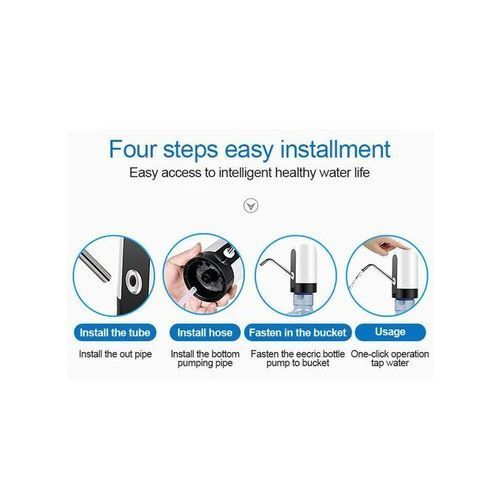 Four steps easy installment
Easy access to intelligent healthy water life
Install the tube
Install hose
Fasten in the bucket
Usage
Install the out pipe
Install the bottom
pumping pipe
Fasten the eecric bottle
pump to bucket
One-click operation
tap water